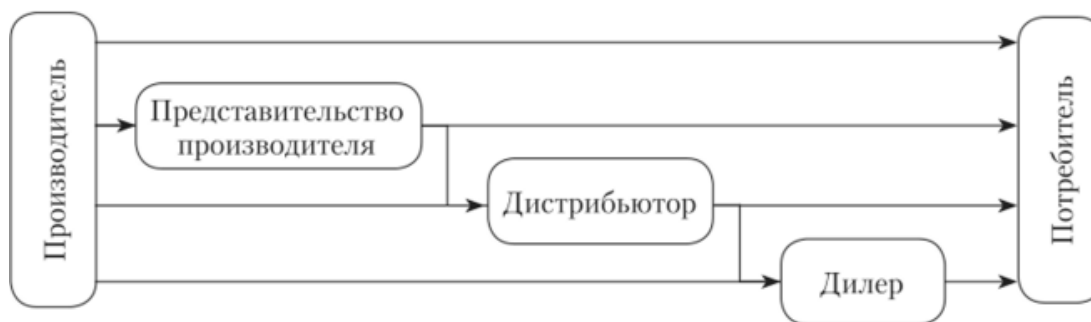 Производитель
Представительство
производителя
Дистрибьютор
Дилер
Потребитель